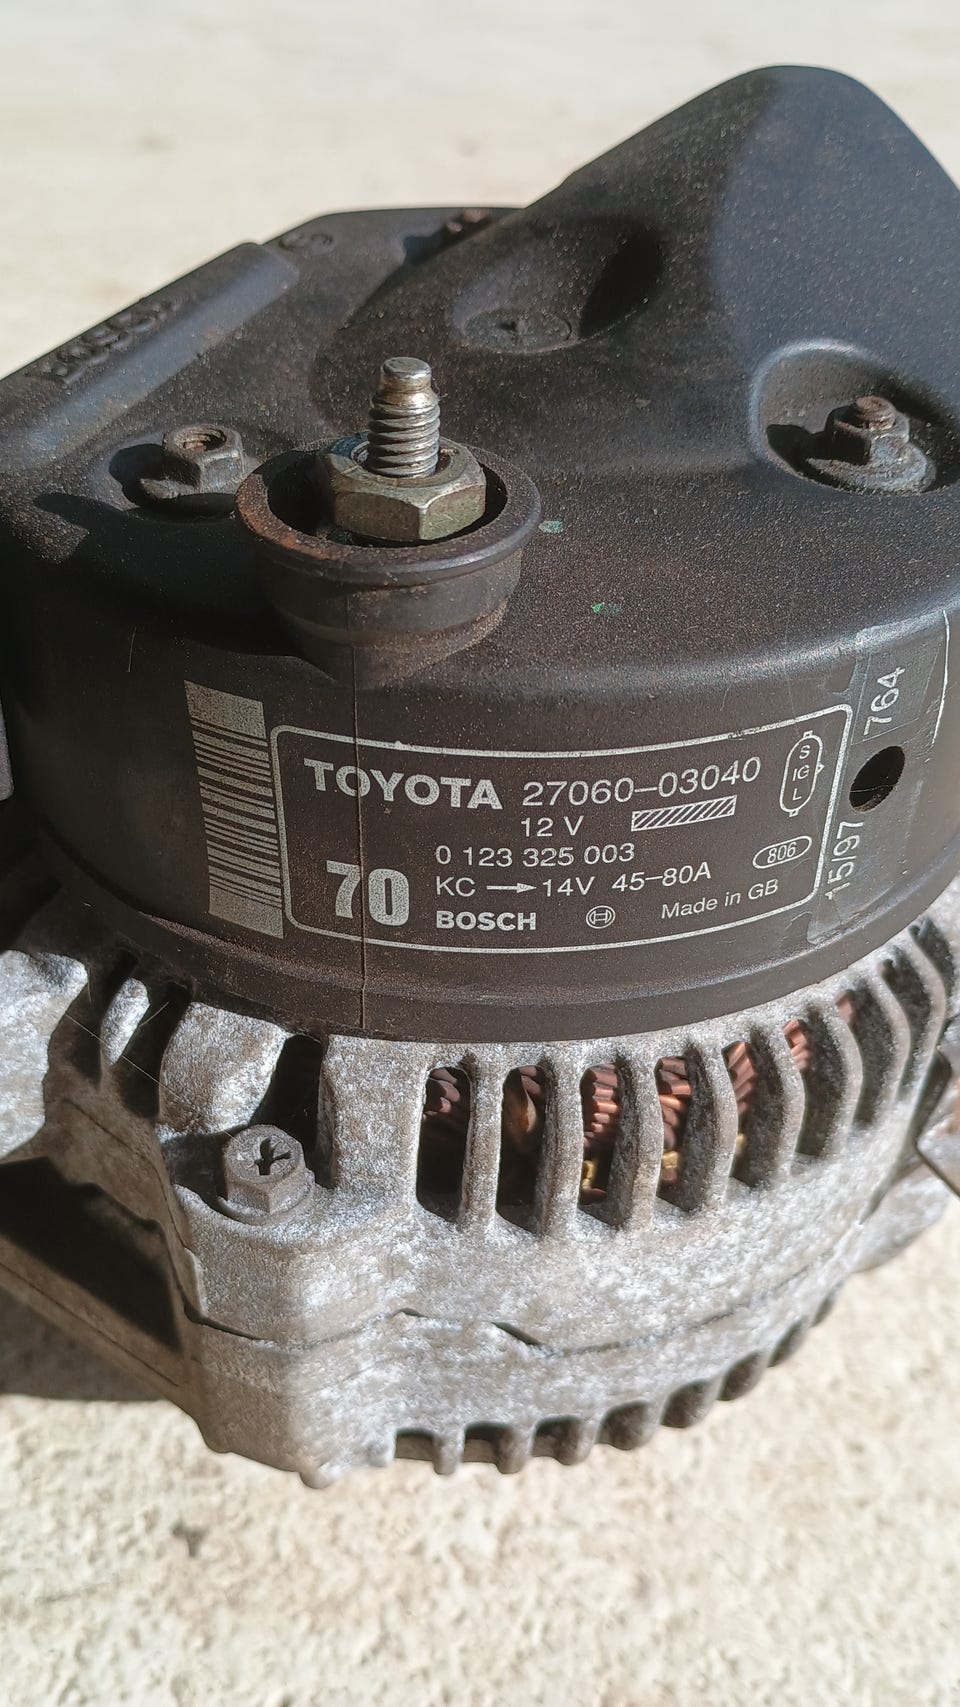 BOSCH
TOYOTA 27060-03040
12 V
0 123 325 003
70
KC → 14V 45-80A
BOSCH
Made in GB
806
S
IG
L
764
15/97